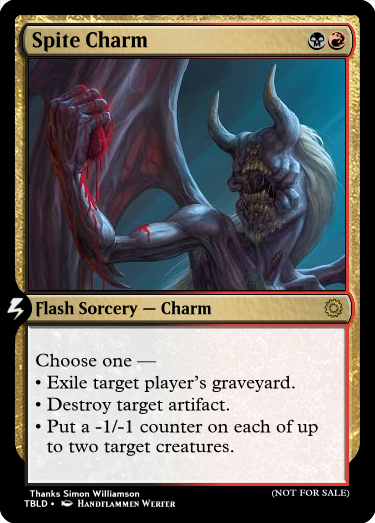 Spite Charm
Flash Sorcery — Charm
Choose one —
• Exile target player's graveyard.
• Destroy target artifact.
• Put a -1/-1 counter on each of up
to two target creatures.
Thanks Simon Williamson
(NOT FOR SALE)
TBLD • Handflammen Werfer